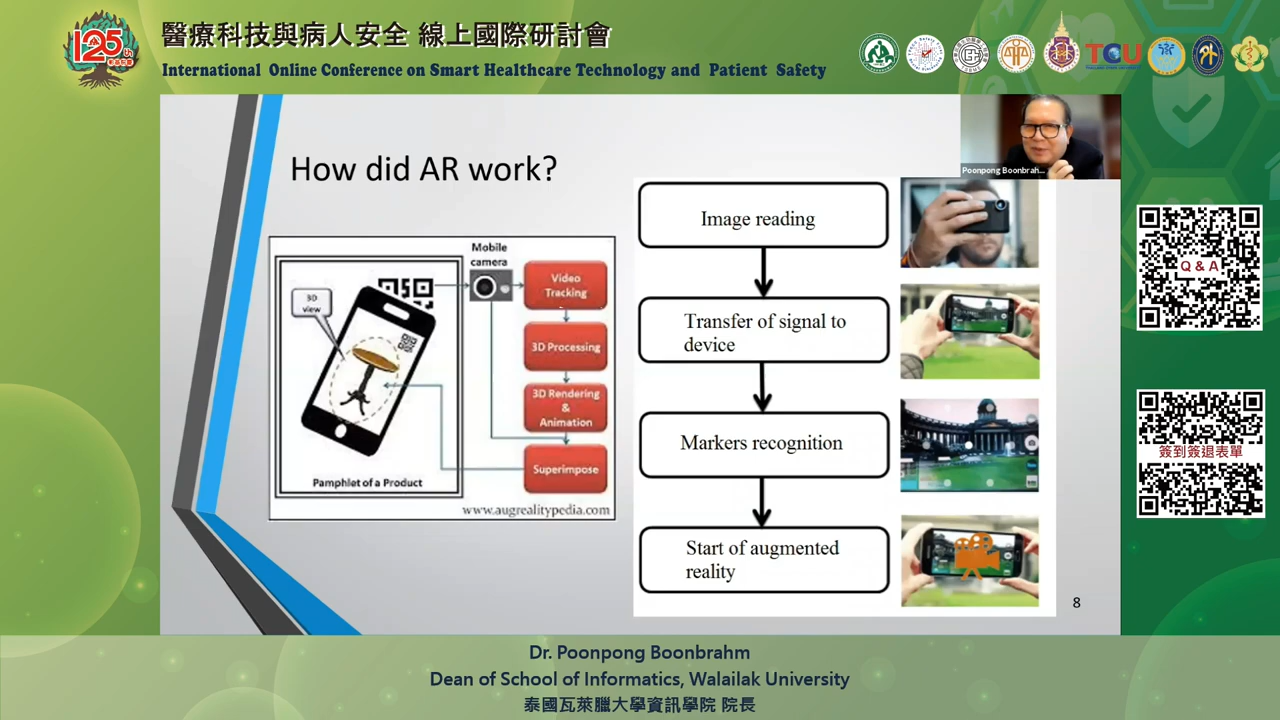 125th
醫療科技與病人安全 線上國際研討會
International Online Conference on Smart Healthcare Technology and Patient Safety
TCU
Poonpong Boonbrah...
How did AR work?
Mobile
camera
3D
view
Video
Tracking
3D Processing
3D Rendering
&
Animation
Superimpose
Pamphlet of a Product
www.augrealitypedia.com
Image reading
Transfer of signal to
device
Markers recognition
Start of augmented
reality
8
Q & A
簽到簽退表單
Dr. Poonpong Boonbrahm
Dean of School of Informatics, Walailak University
泰國瓦萊臘大學資訊學院 院長